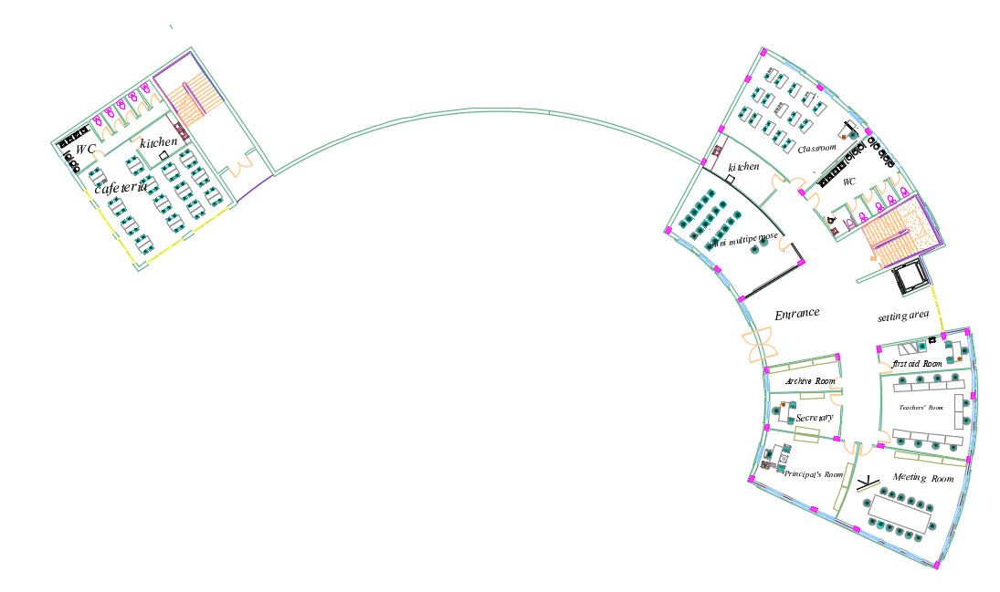 WC
kitchen
cafeteria
Classroom
kitchen
WC
mini multiperpose
Entrance
setting area
first aid Room
Archive Room
Teachers' Room
Secretary
Principal's Room
Meeting Room